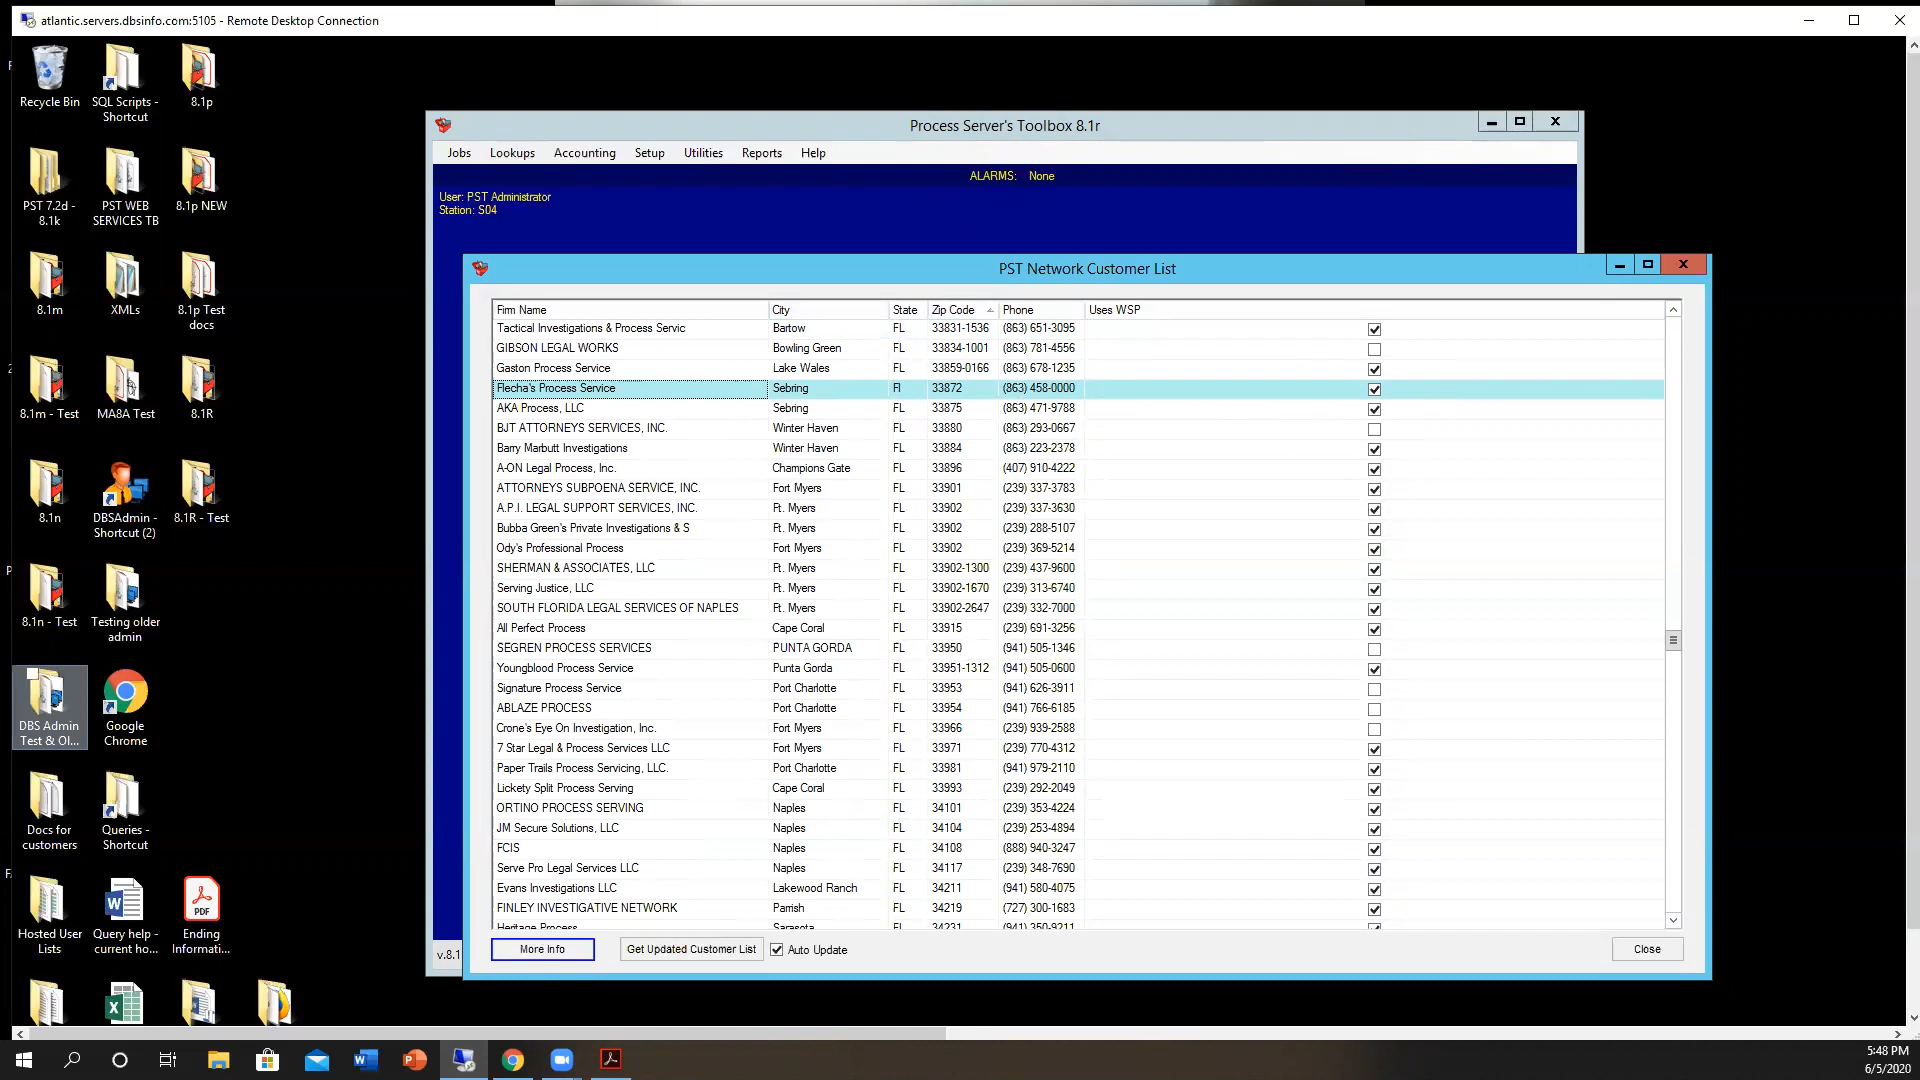 atlantic.servers.dbsinfo.com:5105 - Remote Desktop Connection
Recycle Bin
SQL Scripts -
Shortcut
8.1p
PST 7.2d -
8.1k
PST WEB
SERVICES TB
8.1p NEW
8.1m
XMLs
8.1p Test
docs
8.1m - Test
MA8A Test
8.1R
8.1n
DBSAdmin -
Shortcut (2)
8.1R - Test
8.1n - Test
Testing older
admin
DBS Admin
Test & Ol...
Google
Chrome
Docs for
customers
Queries -
Shortcut
Hosted User
Lists
Query help -
current ho...
Ending
Informati...
Process Server's Toolbox 8.1r
Jobs Lookups Accounting Setup Utilities Reports Help
ALARMS: None
User: PST Administrator
Station: S04
v.8.1
PST Network Customer List
Firm Name City State Zip Code Phone Uses WSP
Tactical Investigations & Process Servic Bartow FL 33831-1536 (863) 651-3095
GIBSON LEGAL WORKS Bowling Green FL 33834-1001 (863) 781-4556
Gaston Process Service Lake Wales FL 33859-0166 (863) 678-1235
Flecha's Process Service Sebring Fl 33872 (863) 458-0000
AKA Process, LLC Sebring FL 33875 (863) 471-9788
BJT ATTORNEYS SERVICES, INC. Winter Haven FL 33880 (863) 293-0667
Barry Marbutt Investigations Winter Haven FL 33884 (863) 223-2378
A-ON Legal Process, Inc. Champions Gate FL 33896 (407) 910-4222
ATTORNEYS SUBPOENA SERVICE, INC. Fort Myers FL 33901 (239) 337-3783
A.P.I. LEGAL SUPPORT SERVICES, INC. Ft. Myers FL 33902 (239) 337-3630
Bubba Green's Private Investigations & S Ft. Myers FL 33902 (239) 288-5107
Ody's Professional Process Fort Myers FL 33902 (239) 369-5214
SHERMAN & ASSOCIATES, LLC Ft. Myers FL 33902-1300 (239) 437-9600
Serving Justice, LLC Ft. Myers FL 33902-1670 (239) 313-6740
SOUTH FLORIDA LEGAL SERVICES OF NAPLES Ft. Myers FL 33902-2647 (239) 332-7000
All Perfect Process Cape Coral FL 33915 (239) 691-3256
SEGREN PROCESS SERVICES PUNTA GORDA FL 33950 (941) 505-1346
Youngblood Process Service Punta Gorda FL 33951-1312 (941) 505-0600
Signature Process Service Port Charlotte FL 33953 (941) 626-3911
ABLAZE PROCESS Port Charlotte FL 33954 (941) 766-6185
Crone's Eye On Investigation, Inc. Fort Myers FL 33966 (239) 939-2588
7 Star Legal & Process Services LLC Fort Myers FL 33971 (239) 770-4312
Paper Trails Process Servicing, LLC. Port Charlotte FL 33981 (941) 979-2110
Lickety Split Process Serving Cape Coral FL 33993 (239) 292-2049
ORTINO PROCESS SERVING Naples FL 34101 (239) 353-4224
JM Secure Solutions, LLC Naples FL 34104 (239) 253-4894
FCIS Naples FL 34108 (888) 940-3247
Serve Pro Legal Services LLC Naples FL 34117 (239) 348-7690
Evans Investigations LLC Lakewood Ranch FL 34211 (941) 580-4075
FINLEY INVESTIGATIVE NETWORK Parrish FL 34219 (727) 300-1683
Heritage Process Sarasota FL 34231 (941) 350-9211
More Info Get Updated Customer List Auto Update Close
PDF
5:48 PM
6/5/2020